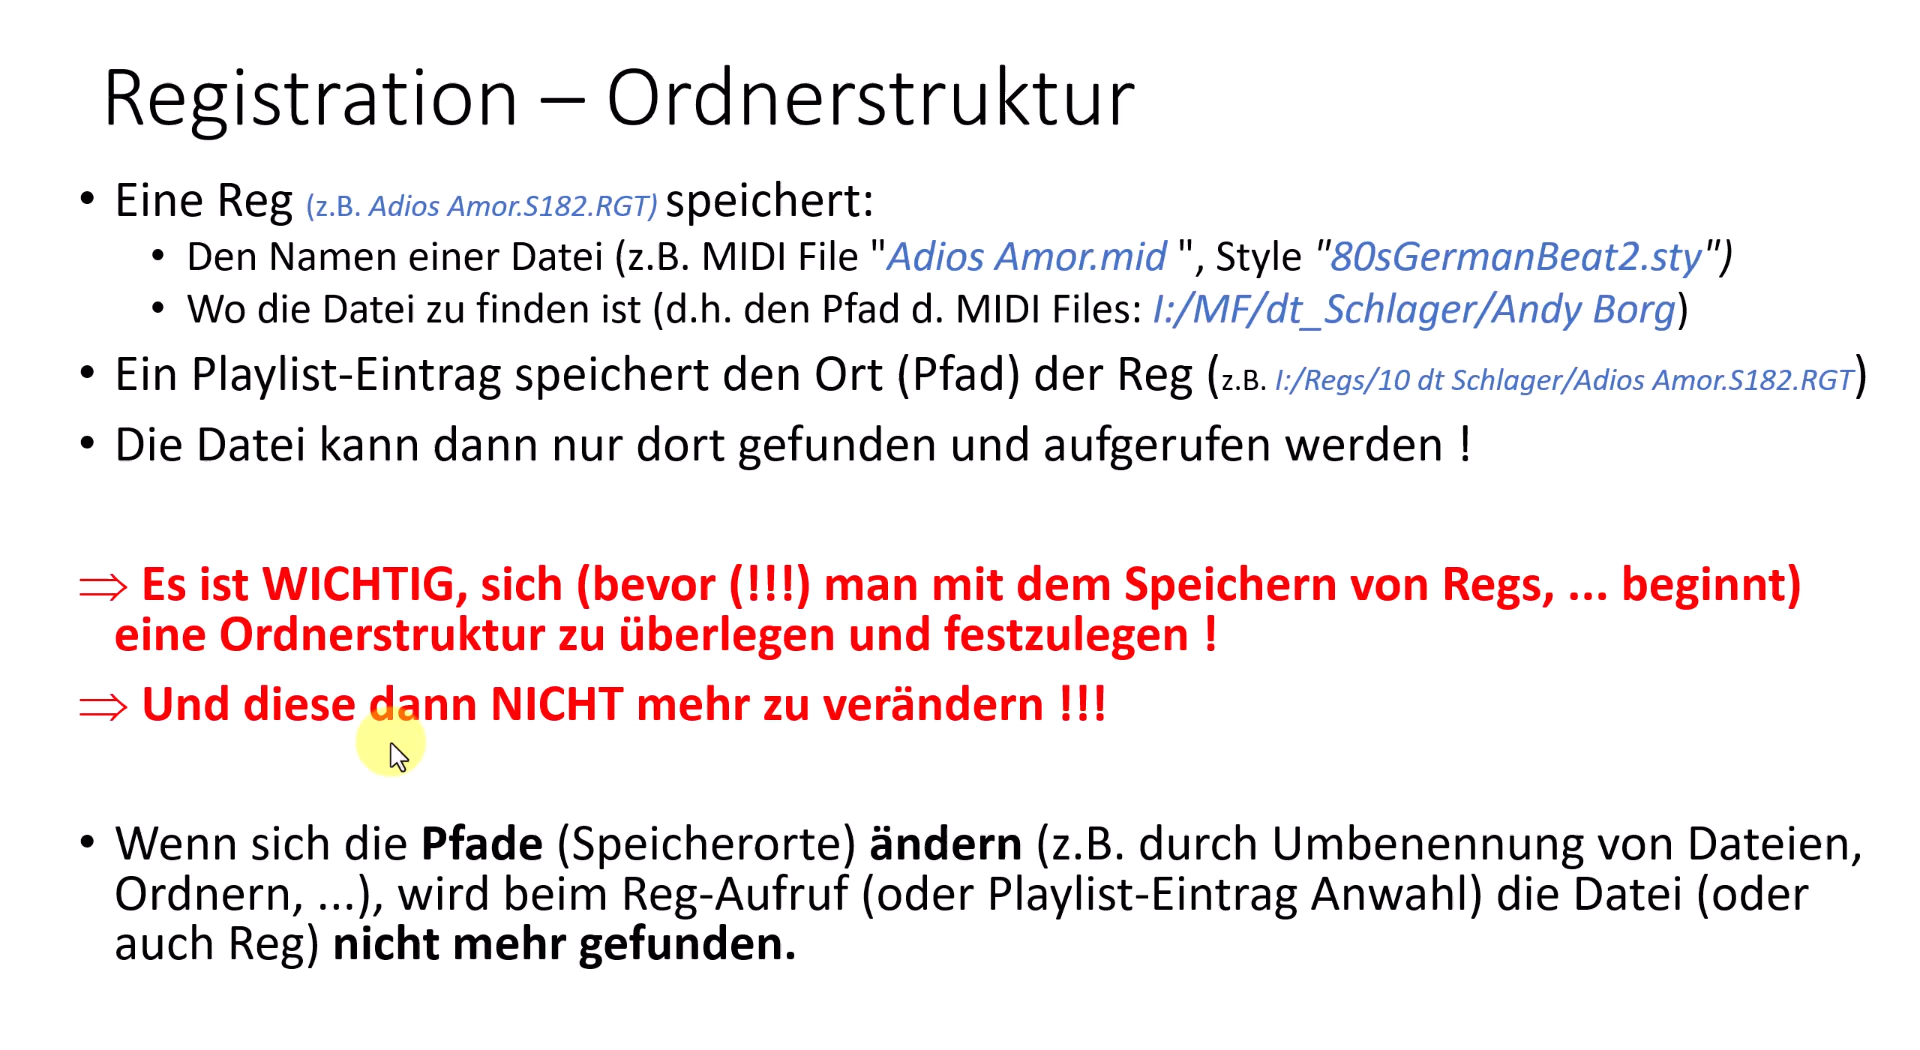 Registration – Ordnerstruktur
• Eine Reg (z.B. Adios Amor.S182.RGT) speichert:
• Den Namen einer Datei (z.B. MIDI File "Adios Amor.mid ", Style "80sGermanBeat2.sty")
• Wo die Datei zu finden ist (d.h. den Pfad d. MIDI Files: I:/MF/dt_Schlager/Andy Borg)
• Ein Playlist-Eintrag speichert den Ort (Pfad) der Reg (z.B. I:/Regs/10 dt Schlager/Adios Amor.S182.RGT)
• Die Datei kann dann nur dort gefunden und aufgerufen werden !
⇒ Es ist WICHTIG, sich (bevor (!!!) man mit dem Speichern von Regs, ... beginnt)
eine Ordnerstruktur zu überlegen und festzulegen !
⇒ Und diese dann NICHT mehr zu verändern !!!
• Wenn sich die Pfade (Speicherorte) ändern (z.B. durch Umbenennung von Dateien,
Ordnern, ...), wird beim Reg-Aufruf (oder Playlist-Eintrag Anwahl) die Datei (oder
auch Reg) nicht mehr gefunden.